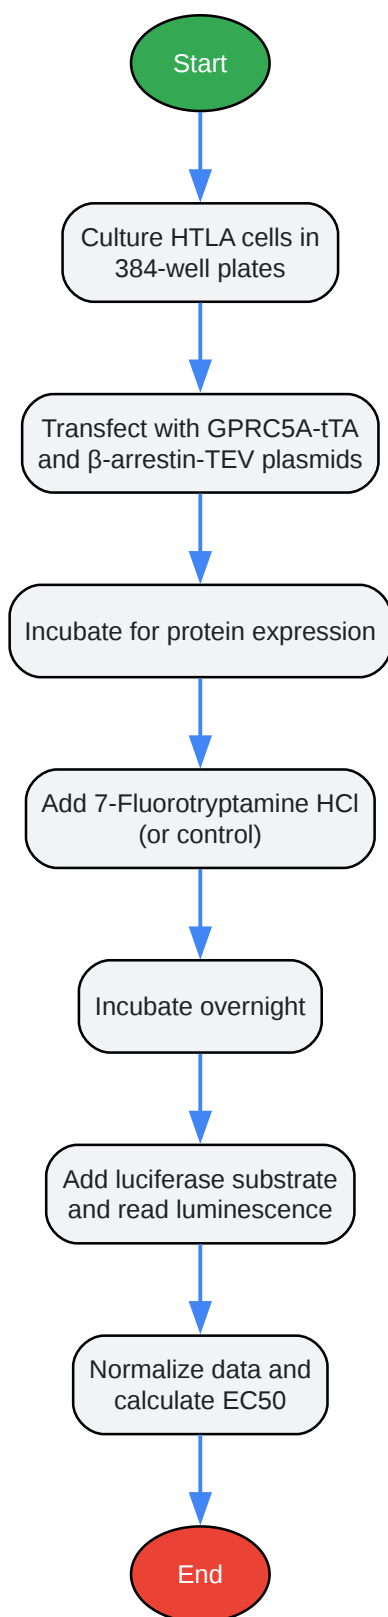 Start
Culture HTLA cells in
384-well plates
Transfect with GPRC5A-tTA
and β-arrestin-TEV plasmids
Incubate for protein expression
Add 7-Fluorotryptamine HCl
(or control)
Incubate overnight
Add luciferase substrate
and read luminescence
Normalize data and
calculate EC50
End